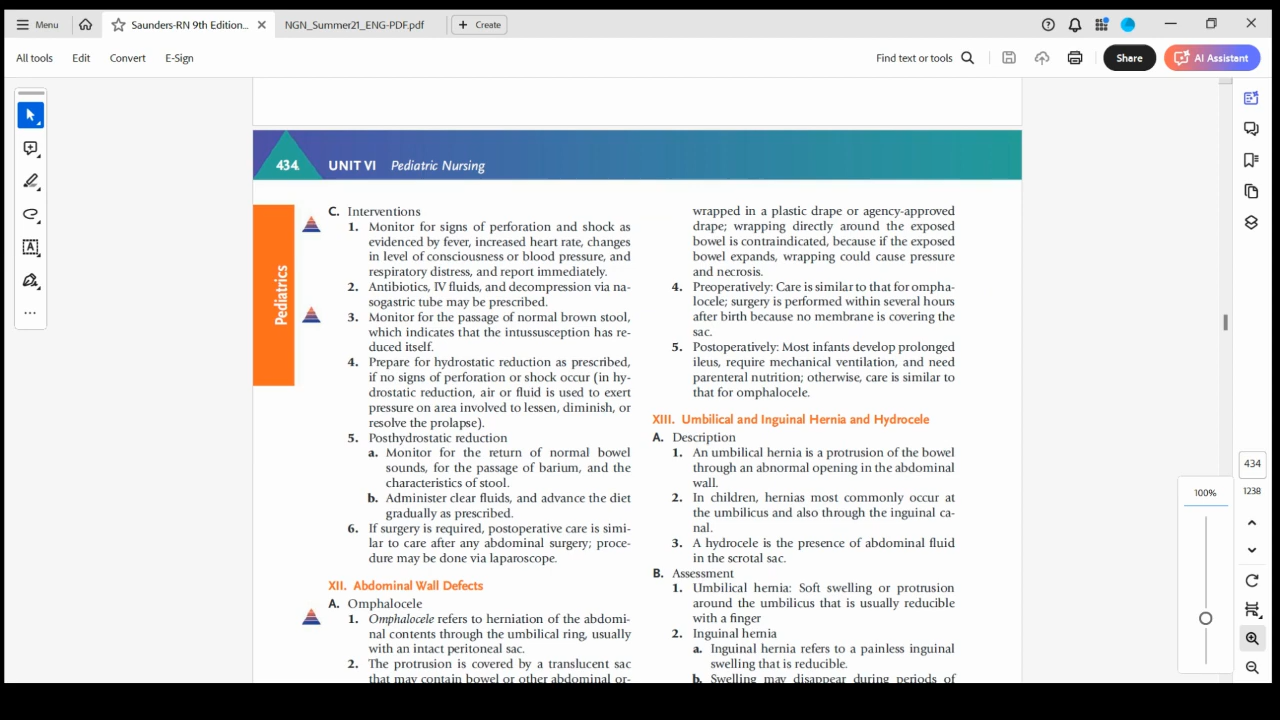 Menu
Saunders-RN 9th Edition...
NGN_Summer21_ENG-PDF.pdf
Create
All tools
Edit
Convert
E-Sign
Find text or tools
Share
AI Assistant
434
UNIT VI Pediatric Nursing
Pediatrics
C. Interventions
1. Monitor for signs of perforation and shock as
evidenced by fever, increased heart rate, changes
in level of consciousness or blood pressure, and
respiratory distress, and report immediately.
2. Antibiotics, IV fluids, and decompression via na-
sogastric tube may be prescribed.
3. Monitor for the passage of normal brown stool,
which indicates that the intussusception has re-
duced itself.
4. Prepare for hydrostatic reduction as prescribed,
if no signs of perforation or shock occur (in hy-
drostatic reduction, air or fluid is used to exert
pressure on area involved to lessen, diminish, or
resolve the prolapse).
5. Posthydrostatic reduction
a. Monitor for the return of normal bowel
sounds, for the passage of barium, and the
characteristics of stool.
b. Administer clear fluids, and advance the diet
gradually as prescribed.
6. If surgery is required, postoperative care is simi-
lar to care after any abdominal surgery; proce-
dure may be done via laparoscope.
XII. Abdominal Wall Defects
A. Omphalocele
1. Omphalocele refers to herniation of the abdomi-
nal contents through the umbilical ring, usually
with an intact peritoneal sac.
2. The protrusion is covered by a translucent sac
that may contain bowel or other abdominal or-
wrapped in a plastic drape or agency-approved
drape; wrapping directly around the exposed
bowel is contraindicated, because if the exposed
bowel expands, wrapping could cause pressure
and necrosis.
4. Preoperatively: Care is similar to that for ompha-
locele; surgery is performed within several hours
after birth because no membrane is covering the
sac.
5. Postoperatively: Most infants develop prolonged
ileus, require mechanical ventilation, and need
parenteral nutrition; otherwise, care is similar to
that for omphalocele.
XIII. Umbilical and Inguinal Hernia and Hydrocele
A. Description
1. An umbilical hernia is a protrusion of the bowel
through an abnormal opening in the abdominal
wall.
2. In children, hernias most commonly occur at
the umbilicus and also through the inguinal ca-
nal.
3. A hydrocele is the presence of abdominal fluid
in the scrotal sac.
B. Assessment
1. Umbilical hernia: Soft swelling or protrusion
around the umbilicus that is usually reducible
with a finger
2. Inguinal hernia
a. Inguinal hernia refers to a painless inguinal
swelling that is reducible.
b. Swelling may disappear during periods of
434
1238
100%